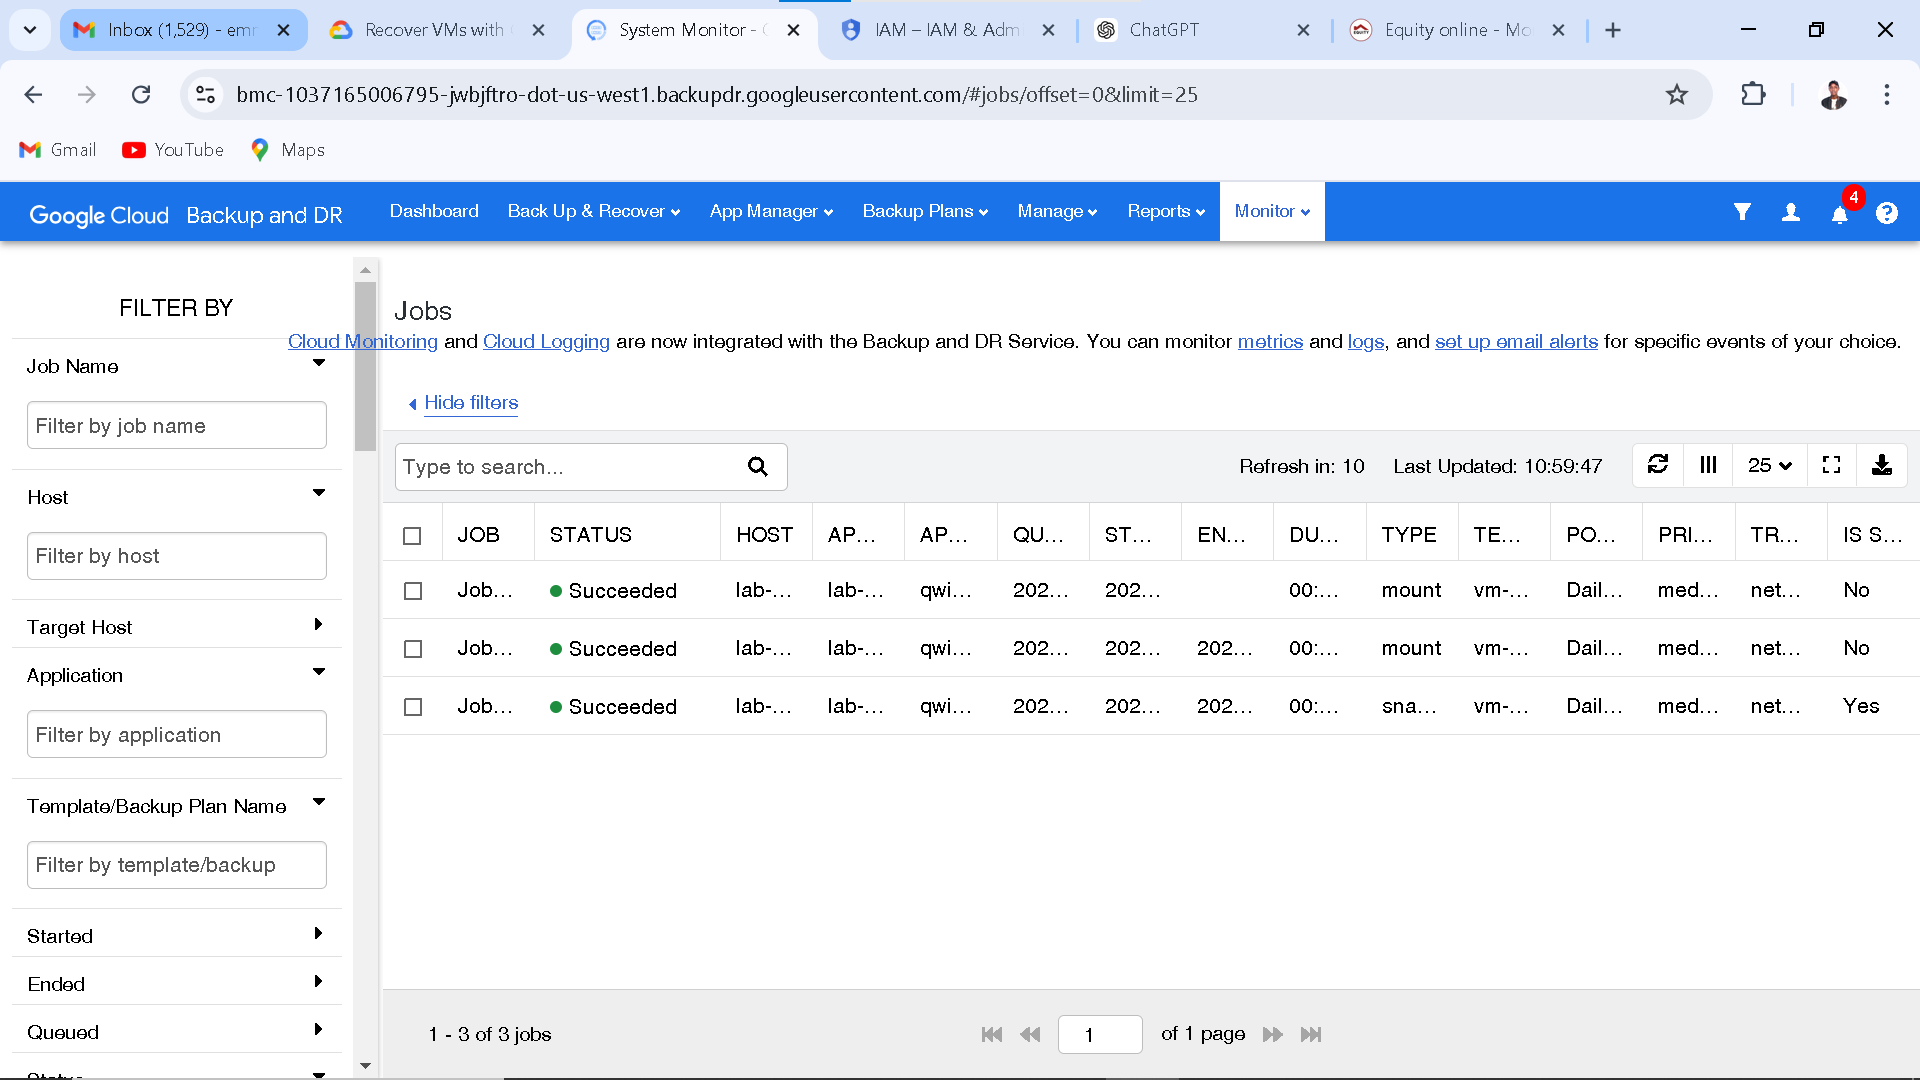 Inbox (1,529) - em
Recover VMs with
System Monitor -
IAM – IAM & Adm
ChatGPT
Equity online - Mo
bmc-1037165006795-jwbjftro-dot-us-west1.backupdr.googleusercontent.com/#jobs/offset=0&limit=25
Gmail
YouTube
Maps
Google Cloud Backup and DR
Dashboard
Back Up & Recover
App Manager
Backup Plans
Manage
Reports
Monitor
4
FILTER BY
Job Name
Filter by job name
Host
Filter by host
Target Host
Application
Filter by application
Template/Backup Plan Name
Filter by template/backup
Started
Ended
Queued
Status
Jobs
Cloud Monitoring and Cloud Logging are now integrated with the Backup and DR Service. You can monitor metrics and logs, and set up email alerts for specific events of your choice.
Hide filters
Type to search...
Refresh in: 10 Last Updated: 10:59:47
25
JOB STATUS HOST AP... AP... QU... ST... EN... DU... TYPE TE... PO... PRI... TR... IS S...
Job... Succeeded lab-... lab-... qwi... 202... 202... 00:... mount vm-... Dail... med... net... No
Job... Succeeded lab-... lab-... qwi... 202... 202... 202... 00:... mount vm-... Dail... med... net... No
Job... Succeeded lab-... lab-... qwi... 202... 202... 202... 00:... sna... vm-... Dail... med... net... Yes
1 - 3 of 3 jobs
1 of 1 page